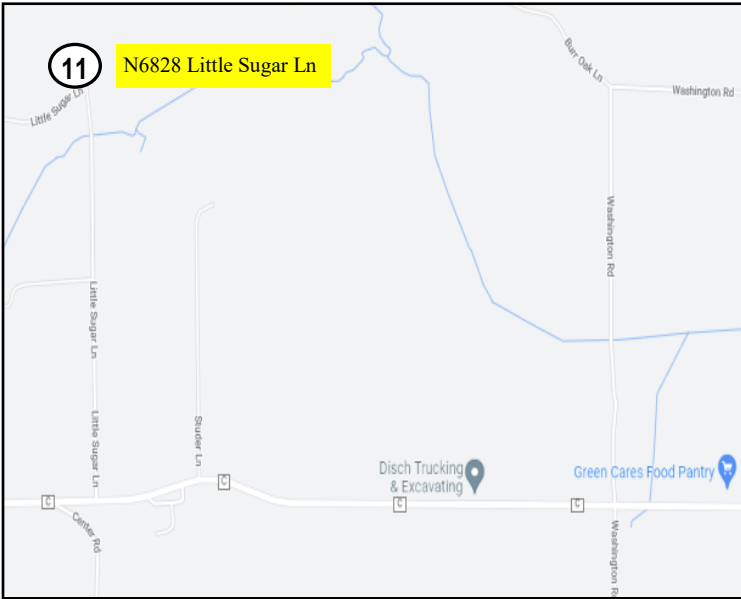 11
N6828 Little Sugar Ln
Little Sugar Ln
Burr Oak Ln
Washington Rd
Washington Rd
Little Sugar Ln
Little Sugar Ln
Studer Ln
Disch Trucking
& Excavating
Green Cares Food Pantry
C
C
C
C
Center Rd
Washington R